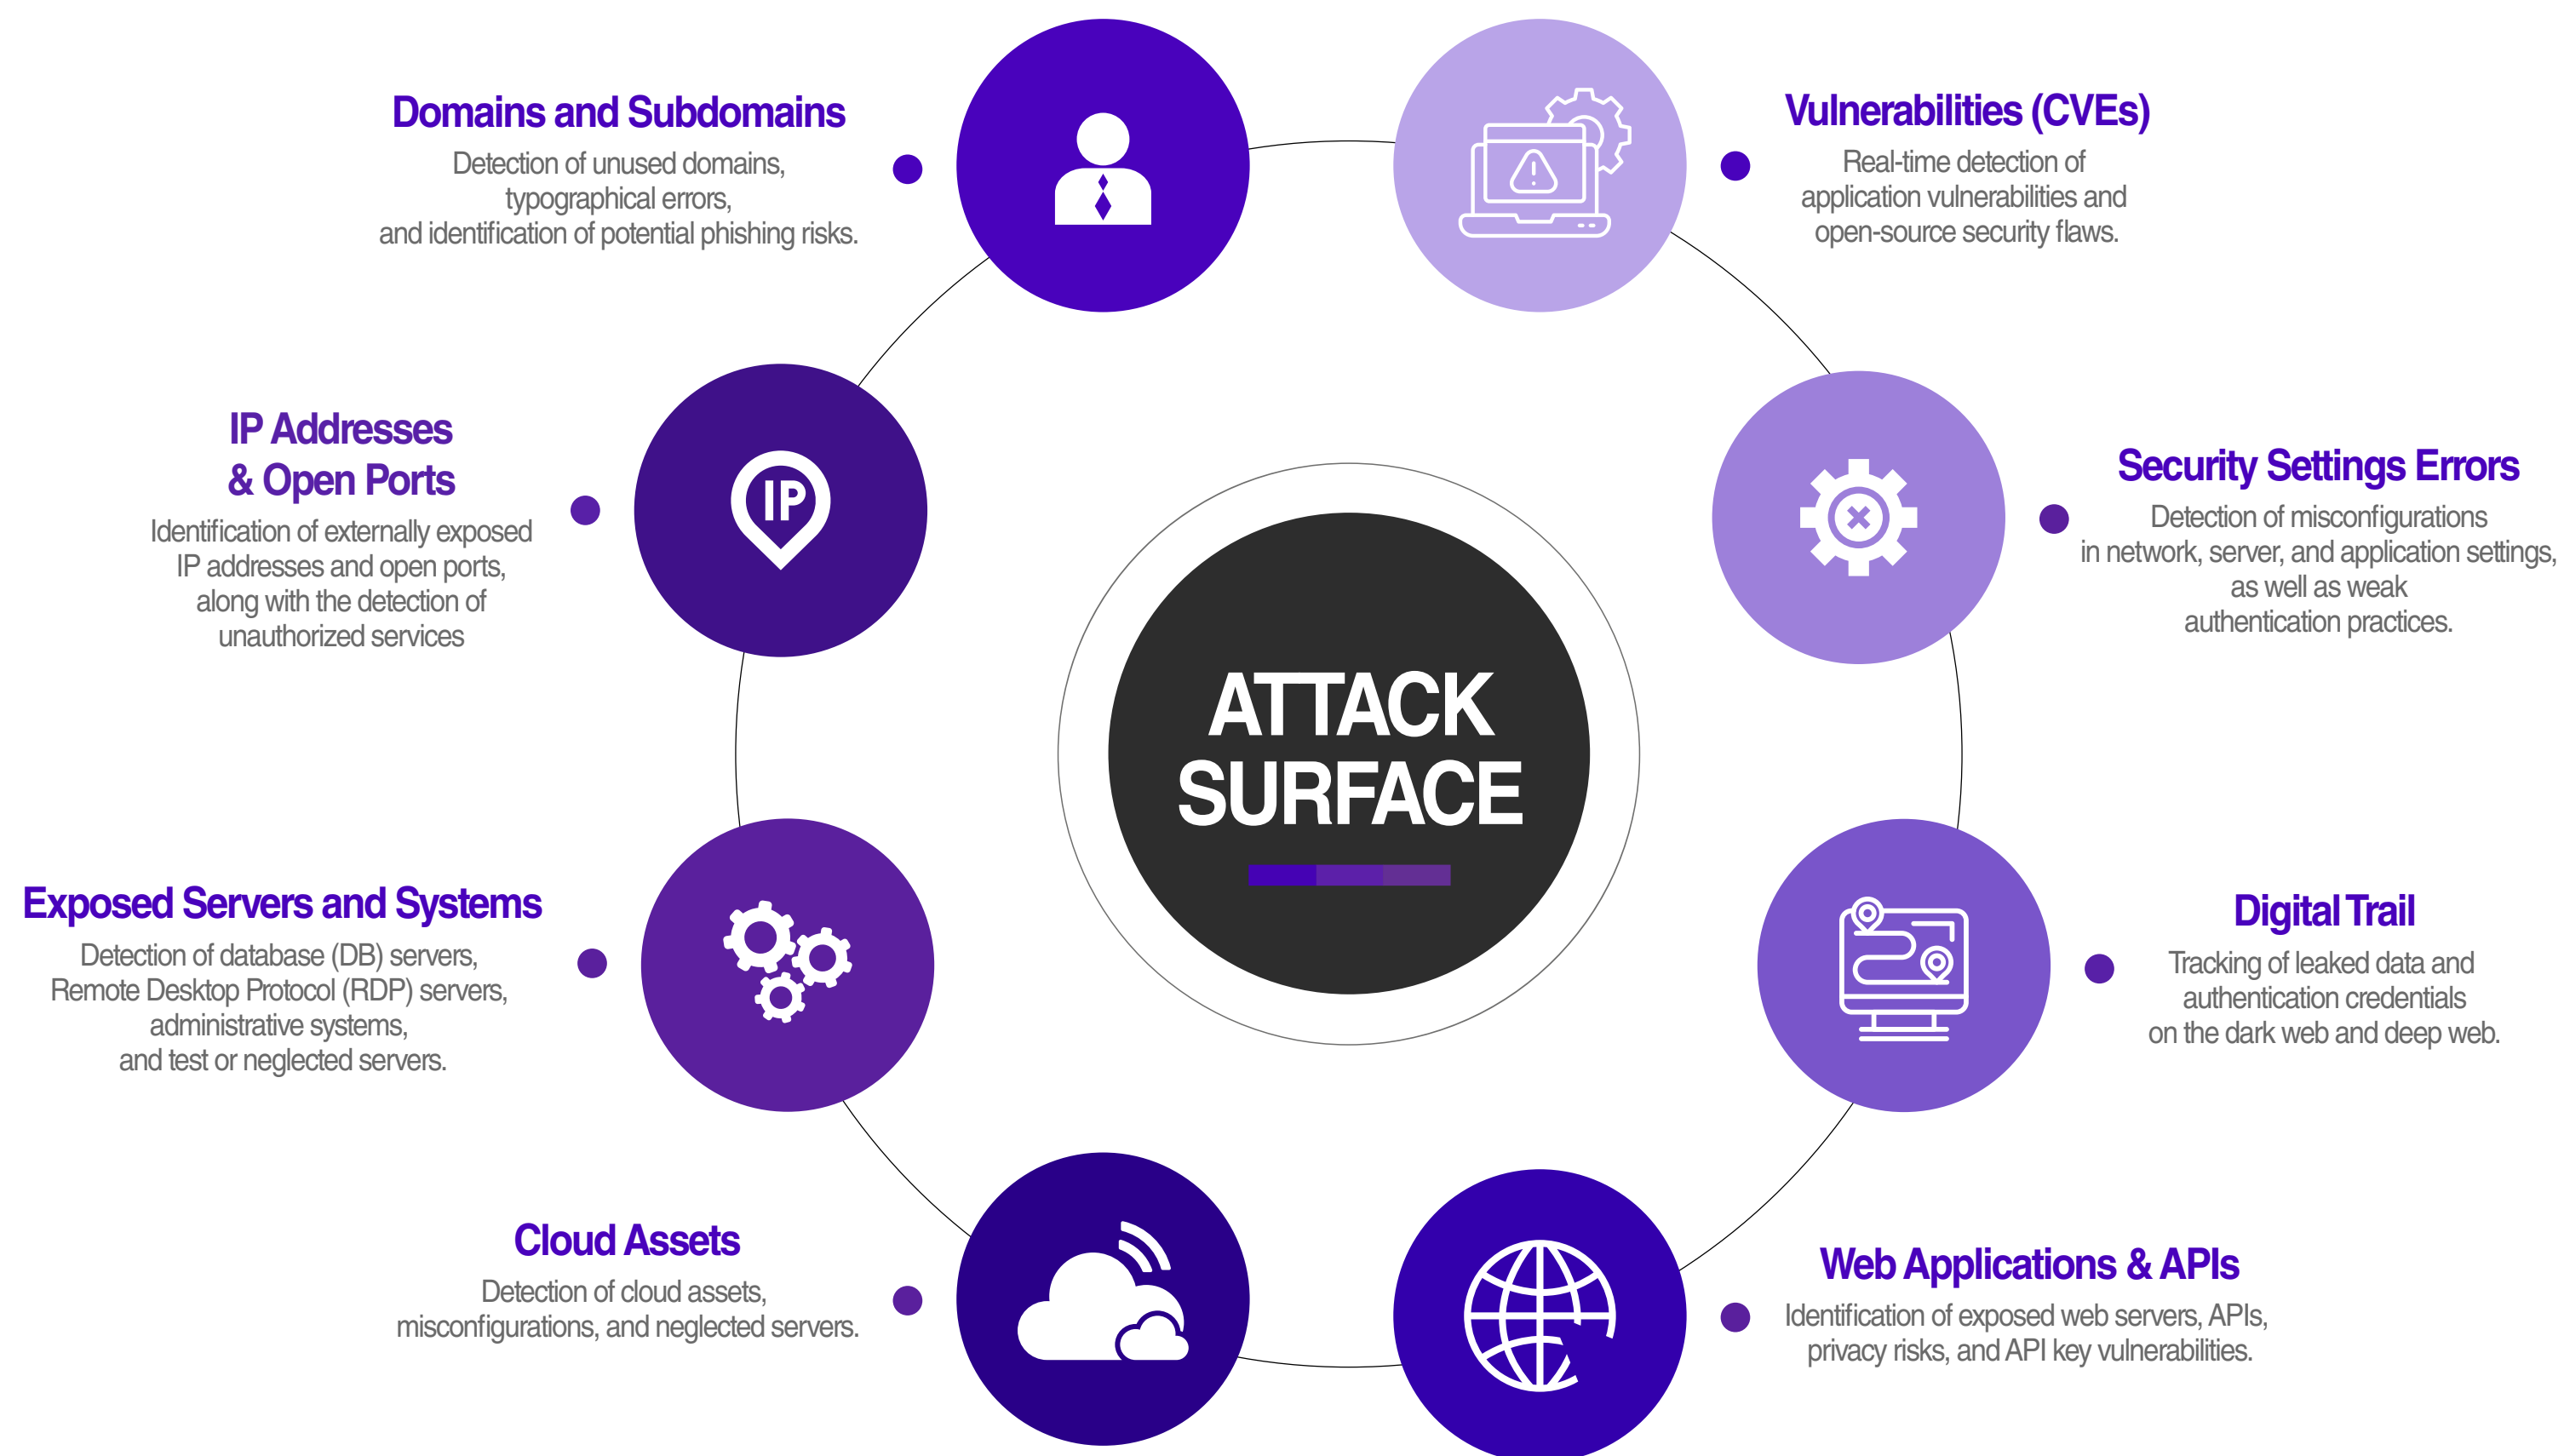 Domains and Subdomains
Detection of unused domains,
typographical errors,
and identification of potential phishing risks.
Vulnerabilities (CVEs)
Real-time detection of
application vulnerabilities and
open-source security flaws.
IP Addresses
& Open Ports
Identification of externally exposed
IP addresses and open ports,
along with the detection of
unauthorized services
IP
Security Settings Errors
Detection of misconfigurations
in network, server, and application settings,
as well as weak
authentication practices.
ATTACK
SURFACE
Exposed Servers and Systems
Detection of database (DB) servers,
Remote Desktop Protocol (RDP) servers,
administrative systems,
and test or neglected servers.
Digital Trail
Tracking of leaked data and
authentication credentials
on the dark web and deep web.
Cloud Assets
Detection of cloud assets,
misconfigurations, and neglected servers.
Web Applications & APIs
Identification of exposed web servers, APIs,
privacy risks, and API key vulnerabilities.